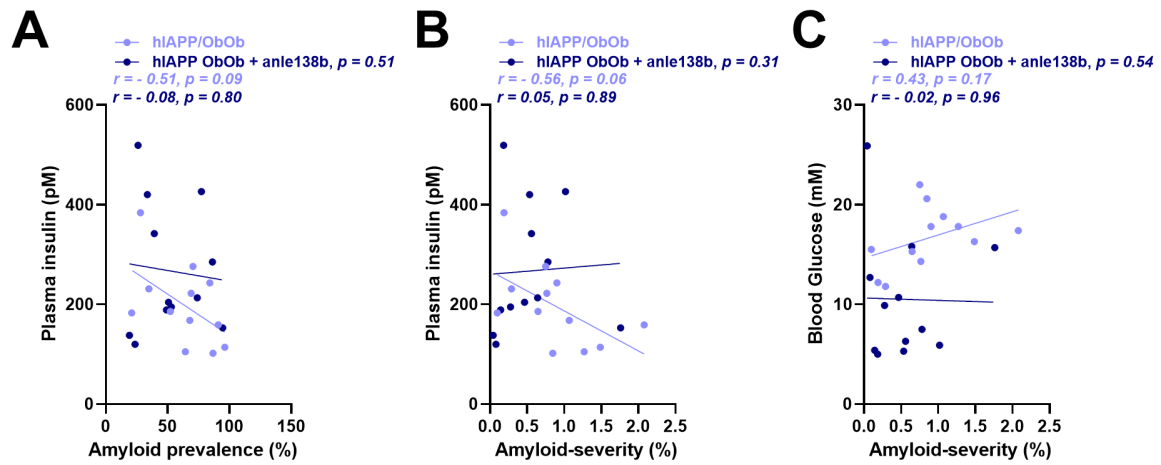 A
hIAPP/ObOb
hIAPP ObOb + anle138b, p = 0.51
r = - 0.51, p = 0.09
r = - 0.08, p = 0.80
600
400
200
0
Plasma insulin (pM)
0 50 100 150
Amyloid prevalence (%)
B
hIAPP/ObOb
hIAPP ObOb + anle138b, p = 0.31
r = - 0.56, p = 0.06
r = 0.05, p = 0.89
600
400
200
0
Plasma insulin (pM)
0.0 0.5 1.0 1.5 2.0 2.5
Amyloid-severity (%)
C
hIAPP/ObOb
hIAPP ObOb + anle138b, p = 0.54
r = 0.43, p = 0.17
r = - 0.02, p = 0.96
30
20
10
0
Blood Glucose (mM)
0.0 0.5 1.0 1.5 2.0 2.5
Amyloid-severity (%)